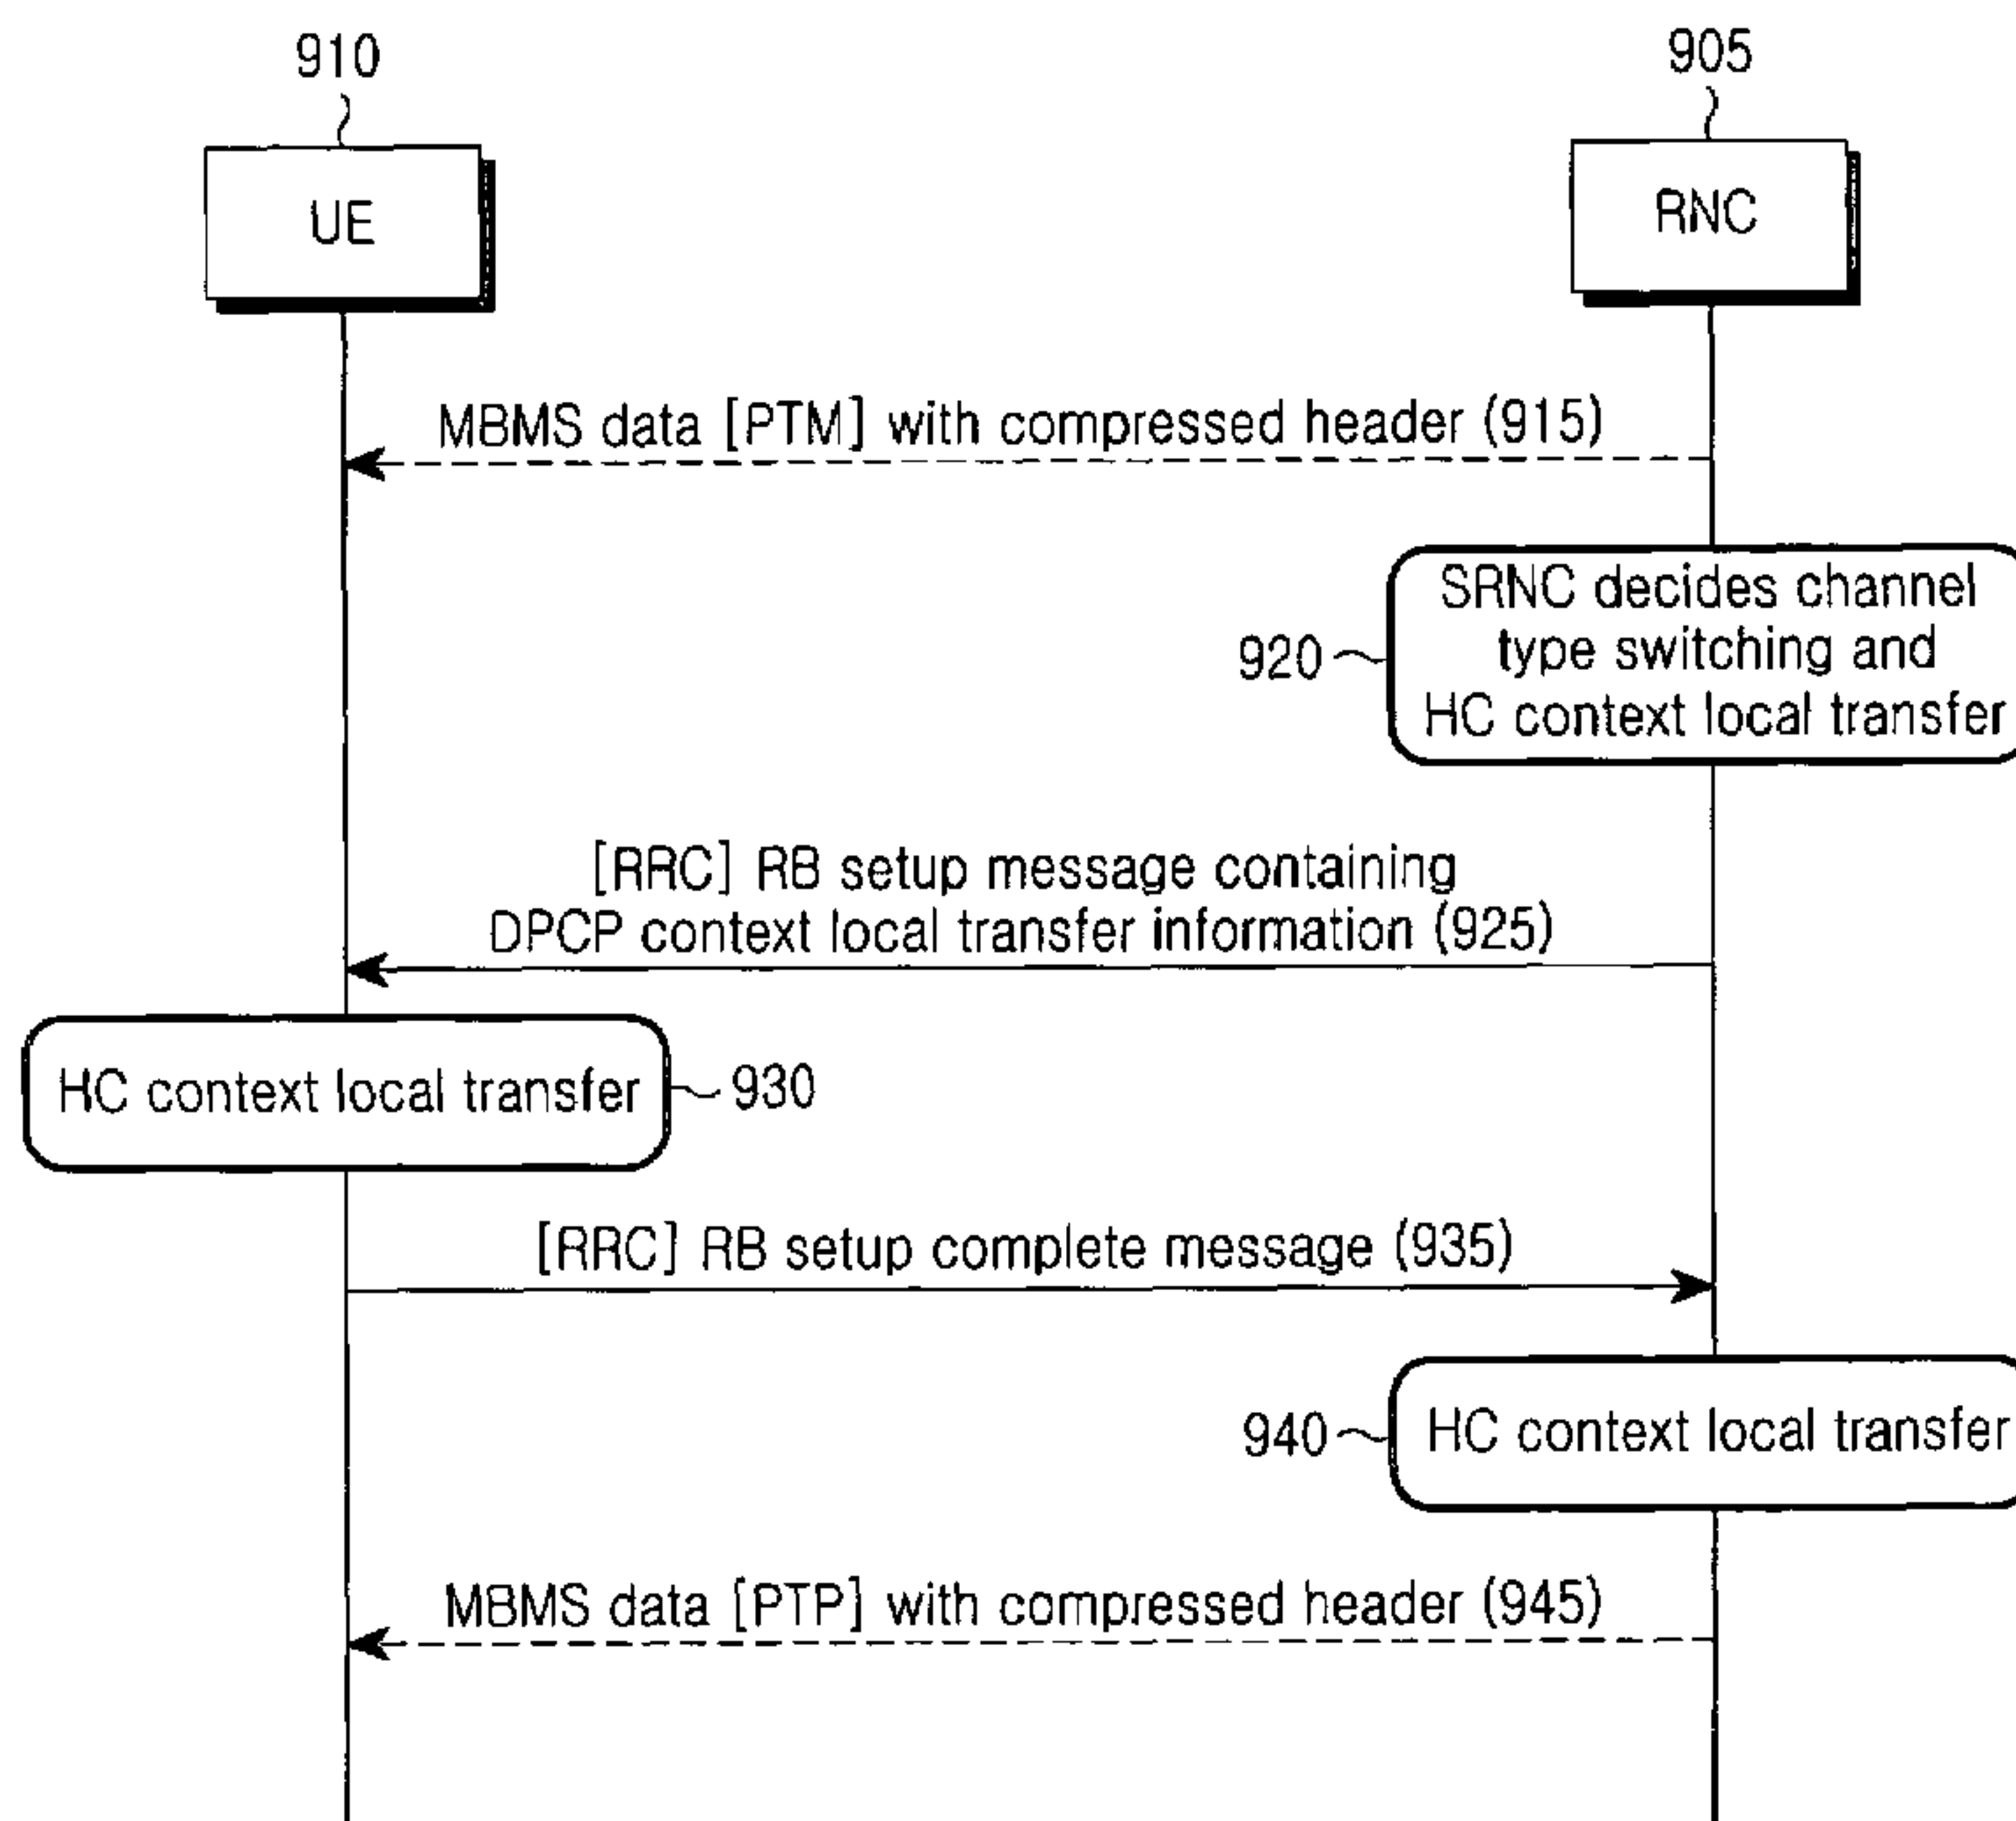 910
905
UE
RNC
MBMS data [PTM] with compressed header (915)
SRNC decides channel
type switching and
HC context local transfer
920
[RRC] RB setup message containing
DPCP context local transfer information (925)
HC context local transfer
930
[RRC] RB setup complete message (935)
940
HC context local transfer
MBMS data [PTP] with compressed header (945)